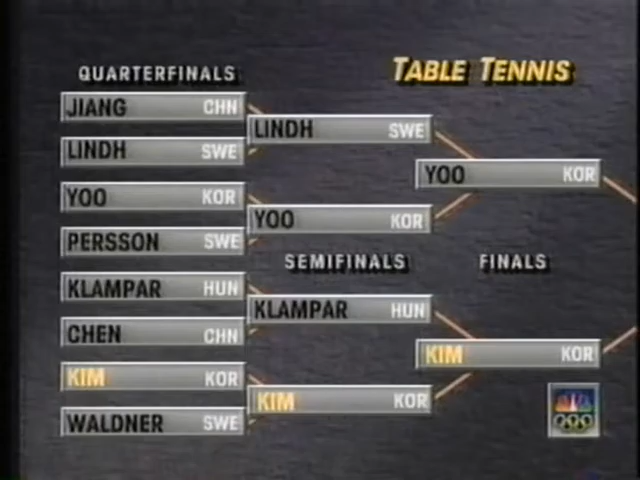 QUARTERFINALS
TABLE TENNIS
JIANG CHN
LINDH SWE
LINDH SWE
YOO KOR
YOO KOR
YOO KOR
PERSSON SWE
SEMIFINALS
FINALS
KLAMPAR HUN
KLAMPAR HUN
CHEN CHN
KIM KOR
KIM KOR
KIM KOR
WALDNER SWE